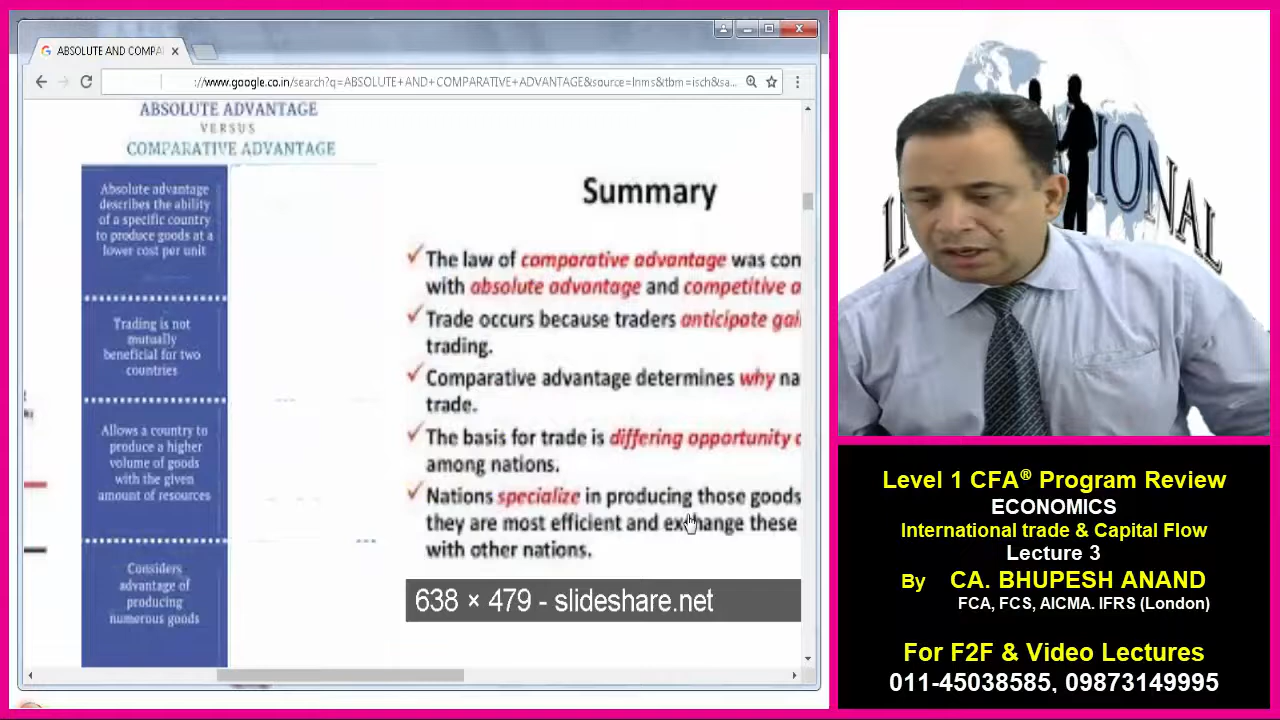 ABSOLUTE AND COMPA
://www.google.co.in/search?q=ABSOLUTE+AND+COMPARATIVE+ADVANTAGE&source=lnms&tbm=isch&sa...
ABSOLUTE ADVANTAGE
VERSUS
COMPARATIVE ADVANTAGE
Absolute advantage
describes the ability
of a specific country
to produce goods at a
lower cost per unit
Trading is not
mutually
beneficial for two
countries
Allows a country to
produce a higher
volume of goods
with the given
amount of resources
Considers
advantage of
producing
numerous goods
Summary
The law of comparative advantage was con
with absolute advantage and competitive a
Trade occurs because traders anticipate gai
trading.
Comparative advantage determines why na
trade.
The basis for trade is differing opportunity c
among nations.
Nations specialize in producing those goods
they are most efficient and exchange these
with other nations.
638 × 479 - slideshare.net
Level 1 CFA® Program Review
ECONOMICS
International trade & Capital Flow
Lecture 3
By CA. BHUPESH ANAND
FCA, FCS, AICMA. IFRS (London)
For F2F & Video Lectures
011-45038585, 09873149995